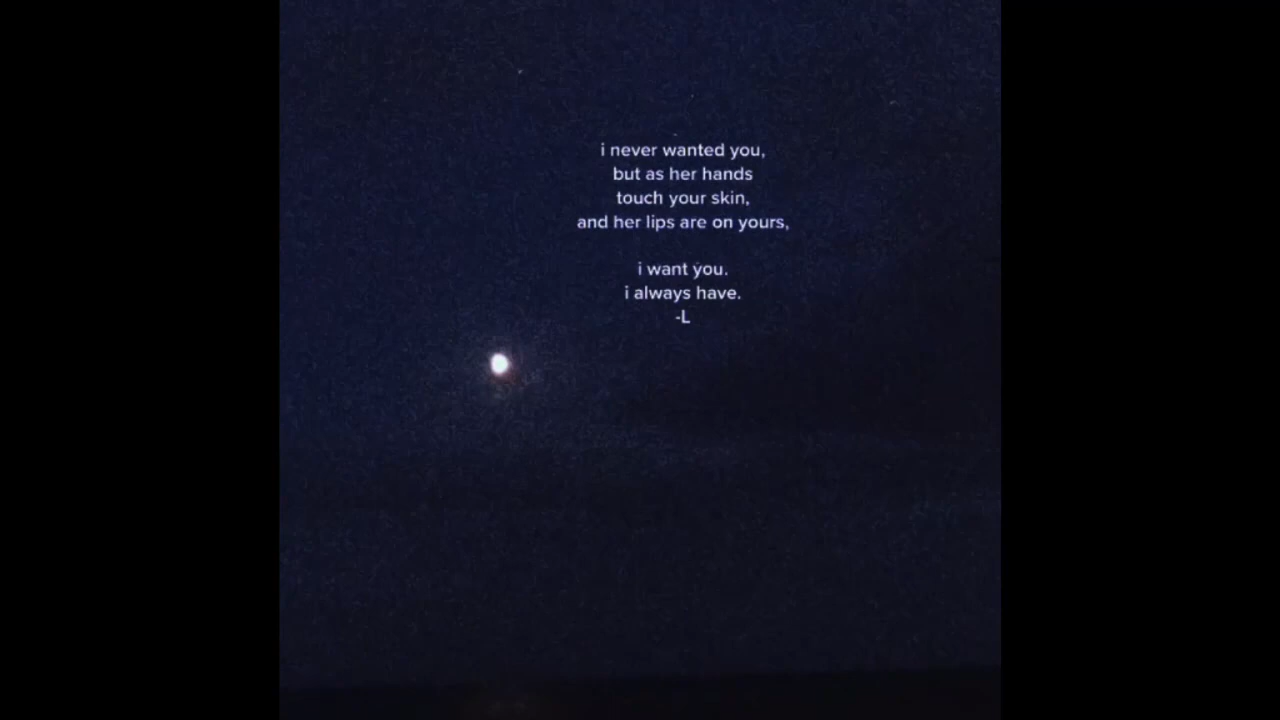 i never wanted you,
but as her hands
touch your skin,
and her lips are on yours,
i want you.
i always have.
-L